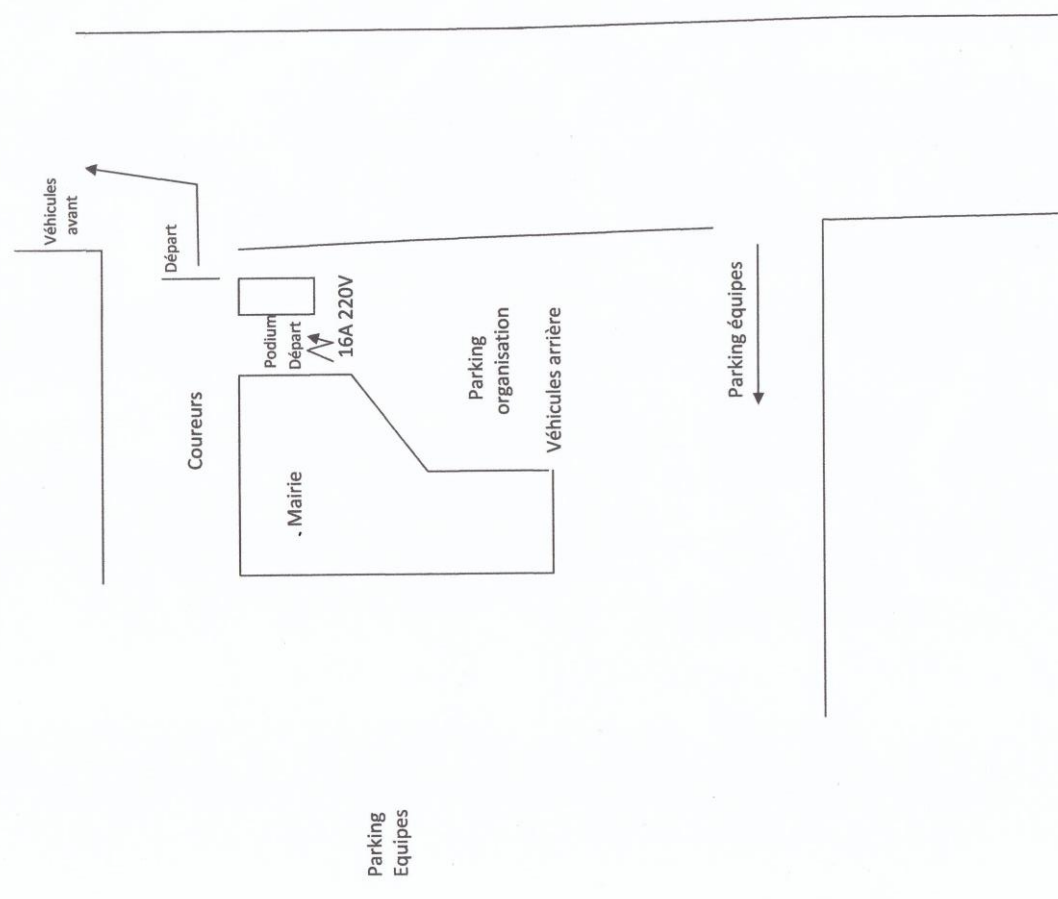 Véhicules
avant
Départ
Podium
Départ
16A 220V
Coureurs
Mairie
Parking
organisation
Véhicules arrière
Parking équipes
Parking
Equipes